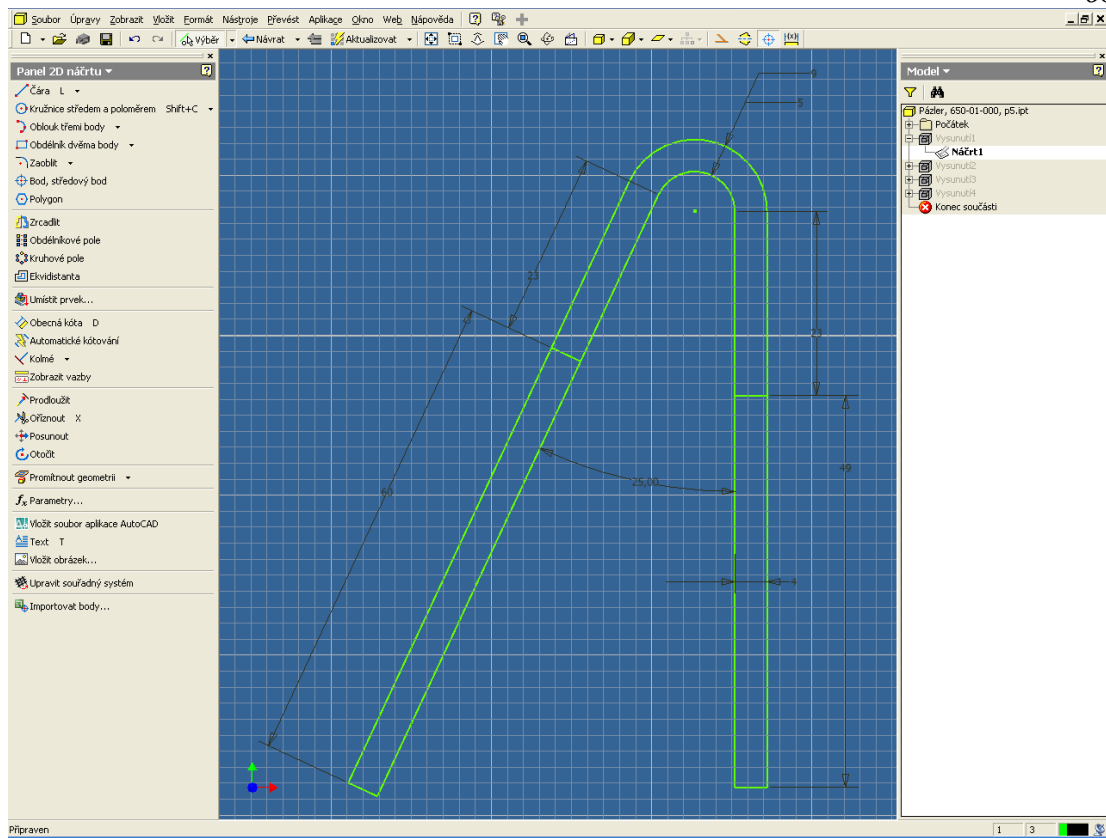 Soubor Úpravy Zobrazit Vložit Formát Nástroje Převést Aplikace Okno Web Nápověda
Výběr Návrat Aktualizovat
Panel 2D náčrtu
Čára L
Kružnice středem a poloměrem Shift+C
Oblouk třemi body
Obdélník dvěma body
Zaoblit
Bod, středový bod
Polygon
Zrcadlit
Obdélníkové pole
Kruhové pole
Ekvidistanta
Umístit prvek...
Obecná kóta D
Automatické kótování
Kolmé
Zobrazit vazby
Prodloužit
Oříznout X
Posunout
Otočit
Promítnout geometrii
fx Parametry...
Vložit soubor aplikace AutoCAD
Text T
Vložit obrázek...
Upravit souřadný systém
Importovat body...
9
5
23
23
49
60
25,00
4
Model
Pázler, 650-01-000, p5.ipt
Počátek
Vysunutí1
Náčrt1
Vysunutí2
Vysunutí3
Vysunutí4
Konec součásti
Připraven
1 3